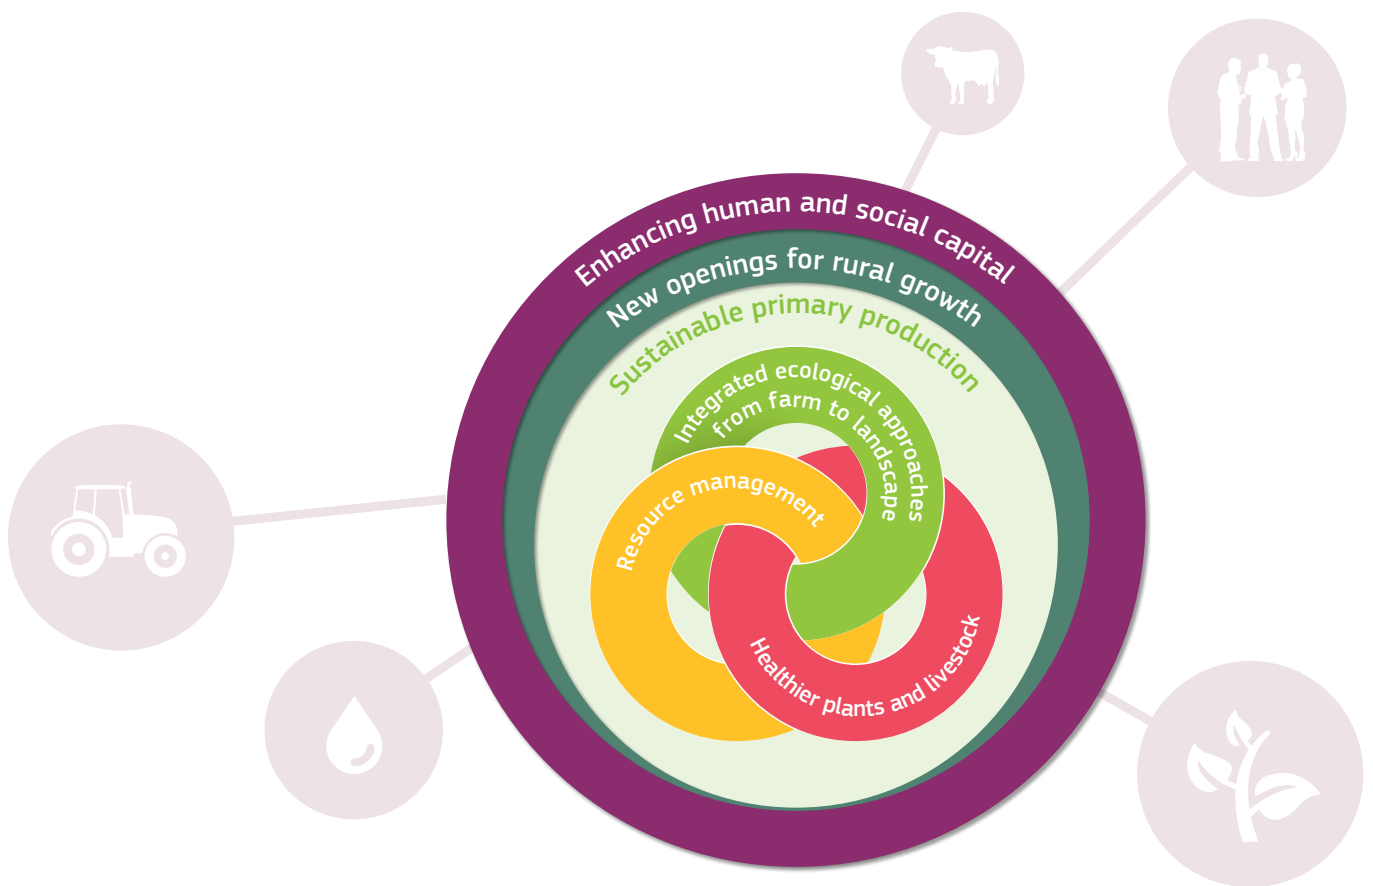 Enhancing human and social capital
New openings for rural growth
Sustainable primary production
Integrated ecological approaches
from farm to landscape
Resource management
Healthier plants and livestock